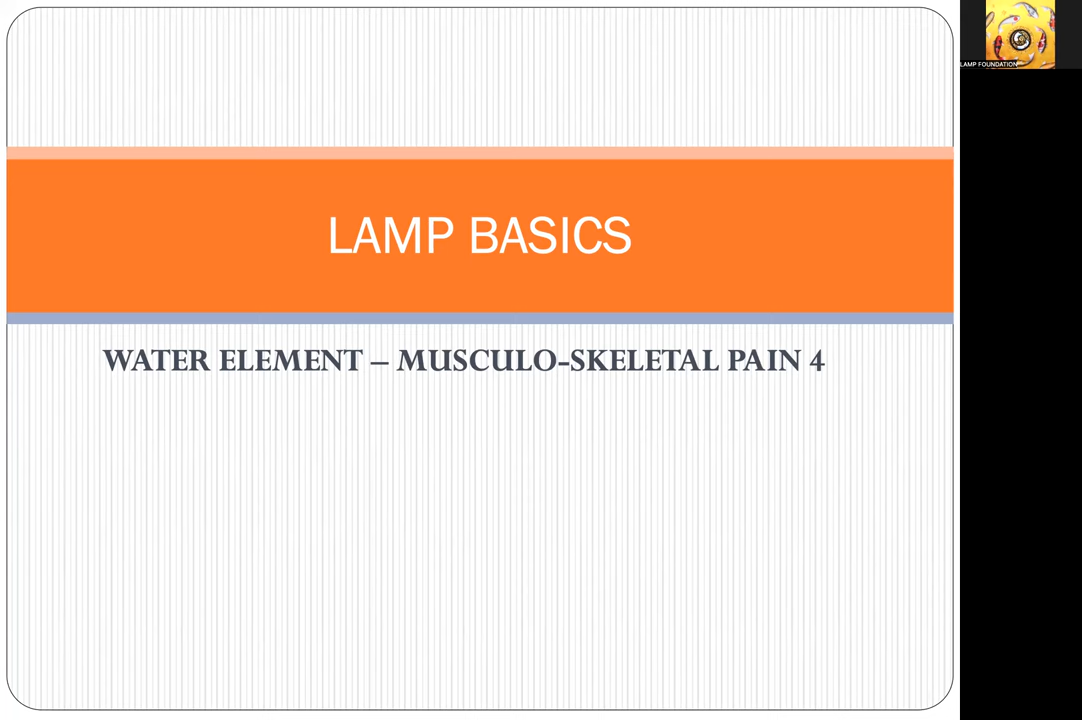 LAMP BASICS
WATER ELEMENT – MUSCULO-SKELETAL PAIN 4
LAMP FOUNDATION